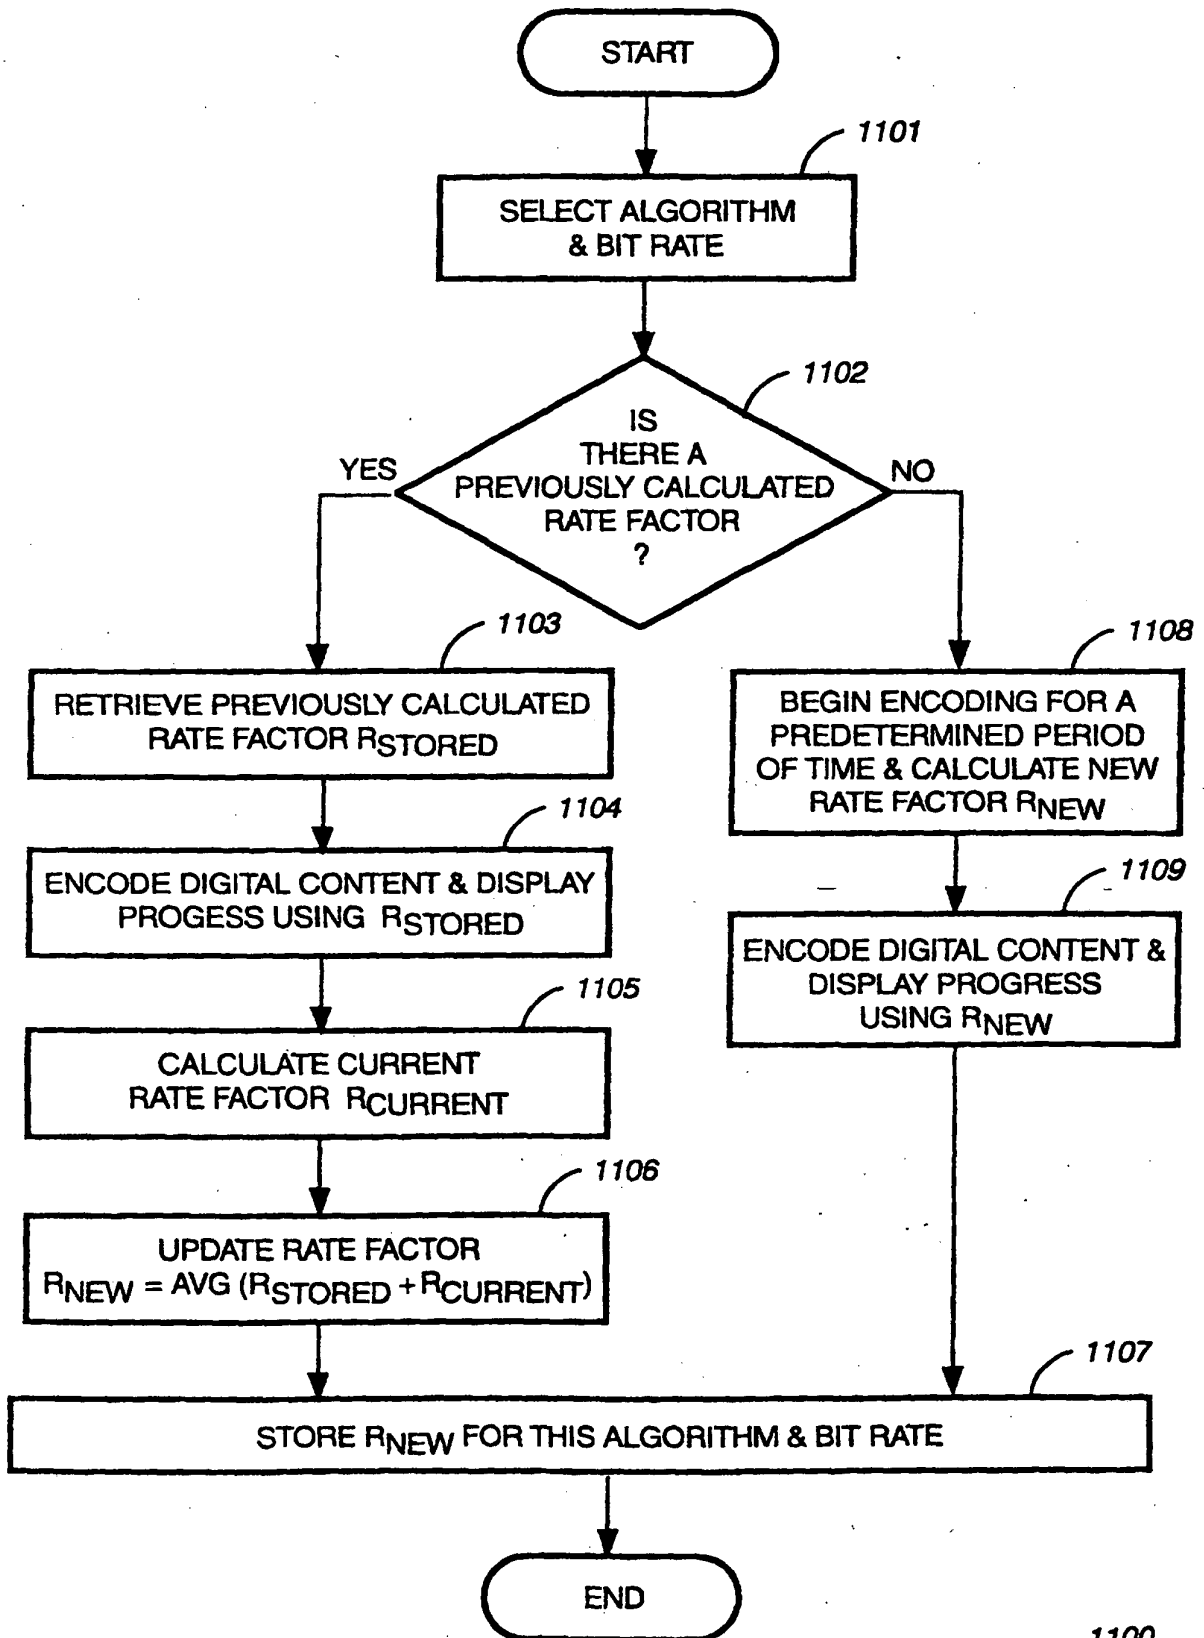 START
1101
SELECT ALGORITHM
& BIT RATE
1102
IS
THERE A
PREVIOUSLY CALCULATED
RATE FACTOR
?
YES
NO
1103
RETRIEVE PREVIOUSLY CALCULATED
RATE FACTOR RSTORED
1104
ENCODE DIGITAL CONTENT & DISPLAY
PROGESS USING RSTORED
1105
CALCULATE CURRENT
RATE FACTOR RCURRENT
1106
UPDATE RATE FACTOR
RNEW = AVG (RSTORED + RCURRENT)
1108
BEGIN ENCODING FOR A
PREDETERMINED PERIOD
OF TIME & CALCULATE NEW
RATE FACTOR RNEW
1109
ENCODE DIGITAL CONTENT &
DISPLAY PROGRESS
USING RNEW
1107
STORE RNEW FOR THIS ALGORITHM & BIT RATE
END
1100